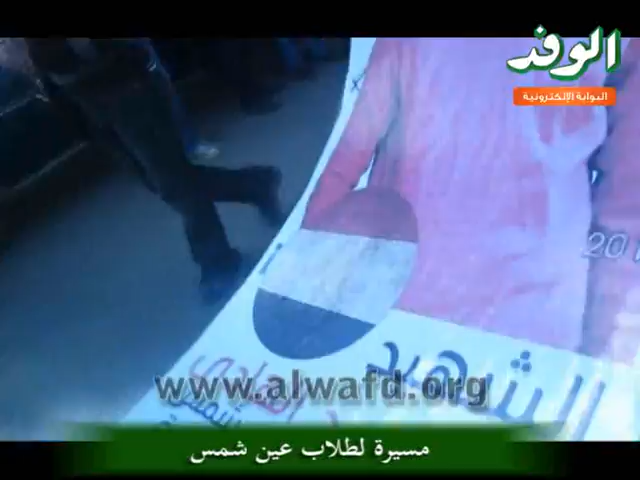 الوفد
البوابة الإلكترونية
الشهيد
www.alwafd.org
مسيرة لطلاب عين شمس